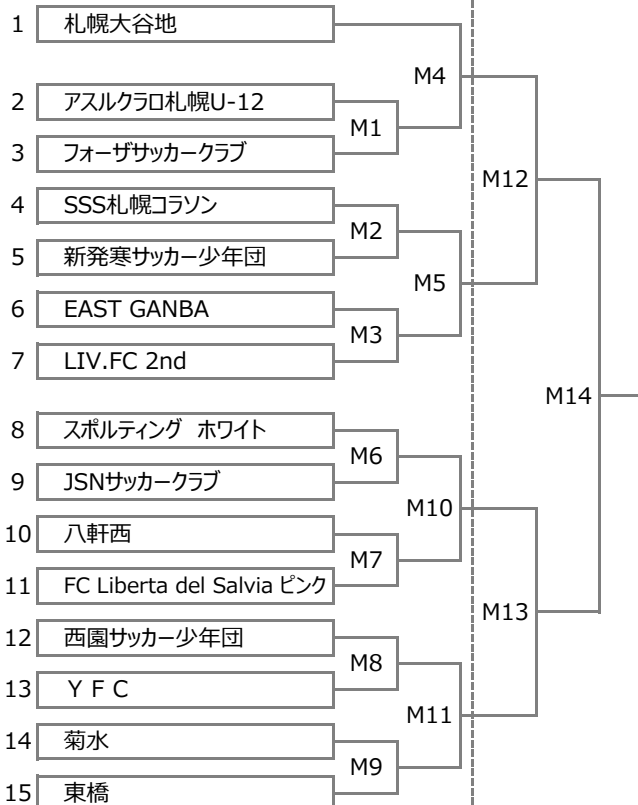 1 札幌大谷地
M4
2 アスルクラロ札幌U-12
M1
3 フォーザサッカークラブ
M12
4 SSS札幌コラソン
M2
5 新発寒サッカー少年団
M5
6 EAST GANBA
M3
7 LIV.FC 2nd
M14
8 スポルティング ホワイト
M6
9 JSNサッカークラブ
M10
10 八軒西
M7
11 FC Liberta del Salvia ピンク
M13
12 西園サッカー少年団
M8
13 Y F C
M11
14 菊水
M9
15 東橋